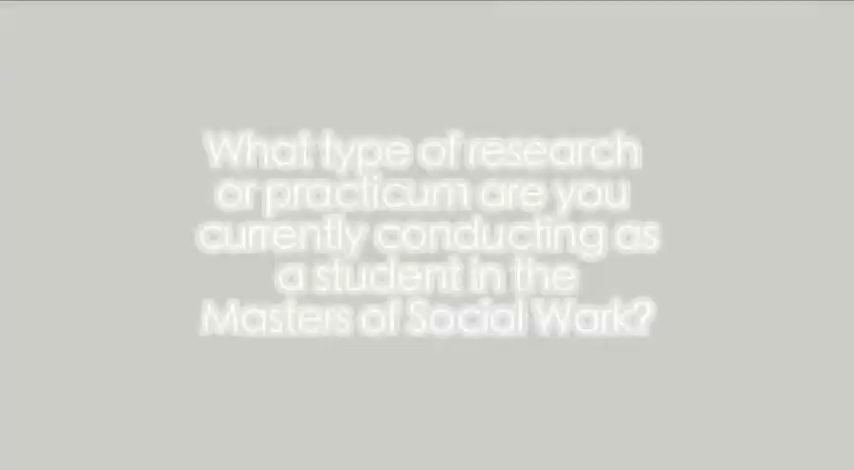 What type of research
or practicum are you
currently conducting as
a student in the
Masters of Social Work?